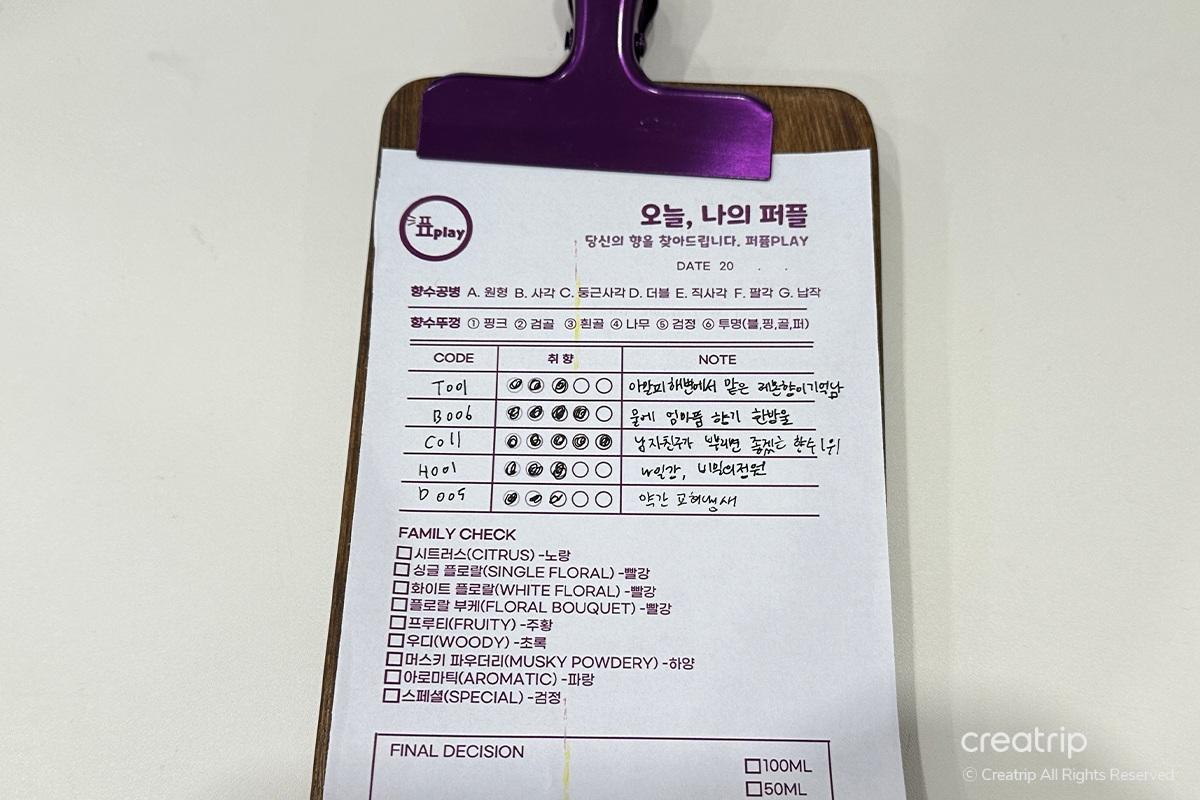 퓨play
오늘, 나의 퍼플
당신의 향을 찾아드립니다. 퍼퓸PLAY
DATE 20 . .
향수공병 A. 원형 B. 사각 C. 둥근사각 D. 더블 E. 직사각 F. 팔각 G. 납작
향수뚜껑 ① 핑크 ② 검골 ③ 흰골 ④ 나무 ⑤ 검정 ⑥ 투명(블,핑,골,퍼)
CODE 취향 NOTE
T001 아말피해변에서 맡은 레몬향이기억남
B006 물에 엄마품 향기 한방울
C011 남자친구가 뿌리면 좋겠는 향수1위
H001 나일강, 비밀의정원
D005 약간 교회냄새
FAMILY CHECK
시트러스(CITRUS) -노랑
싱글 플로랄(SINGLE FLORAL) -빨강
화이트 플로랄(WHITE FLORAL) -빨강
플로랄 부케(FLORAL BOUQUET) -빨강
프루티(FRUITY) -주황
우디(WOODY) -초록
머스키 파우더리(MUSKY POWDERY) -하양
아로마틱(AROMATIC) -파랑
스페셜(SPECIAL) -검정
FINAL DECISION
100ML
50ML
creatrip
© Creatrip All Rights Reserved